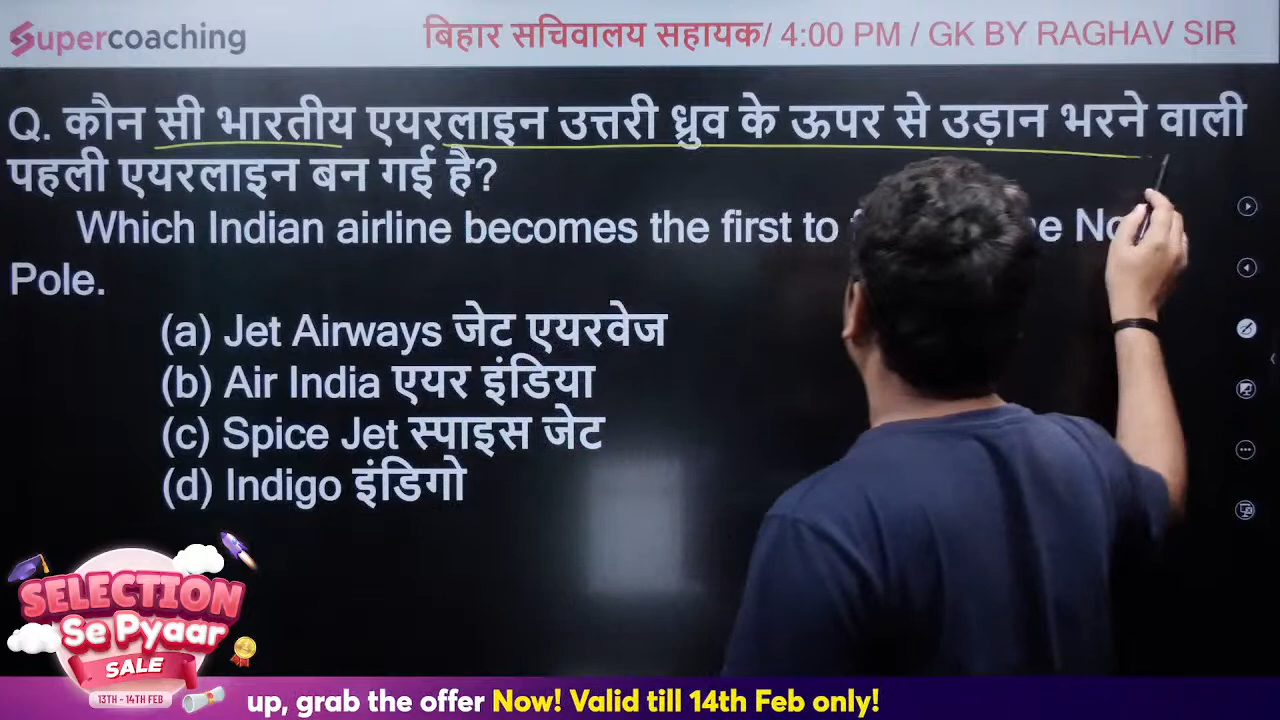 Supercoaching
बिहार सचिवालय सहायक/ 4:00 PM / GK BY RAGHAV SIR
Q. कौन सी भारतीय एयरलाइन उत्तरी ध्रुव के ऊपर से उड़ान भरने वाली
पहली एयरलाइन बन गई है?
Which Indian airline becomes the first to
Pole.
(a) Jet Airways जेट एयरवेज
(b) Air India एयर इंडिया
(c) Spice Jet स्पाइस जेट
(d) Indigo इंडिगो
SELECTION
Se Pyaar
SALE
13TH - 14TH FEB
up, grab the offer Now! Valid till 14th Feb only!